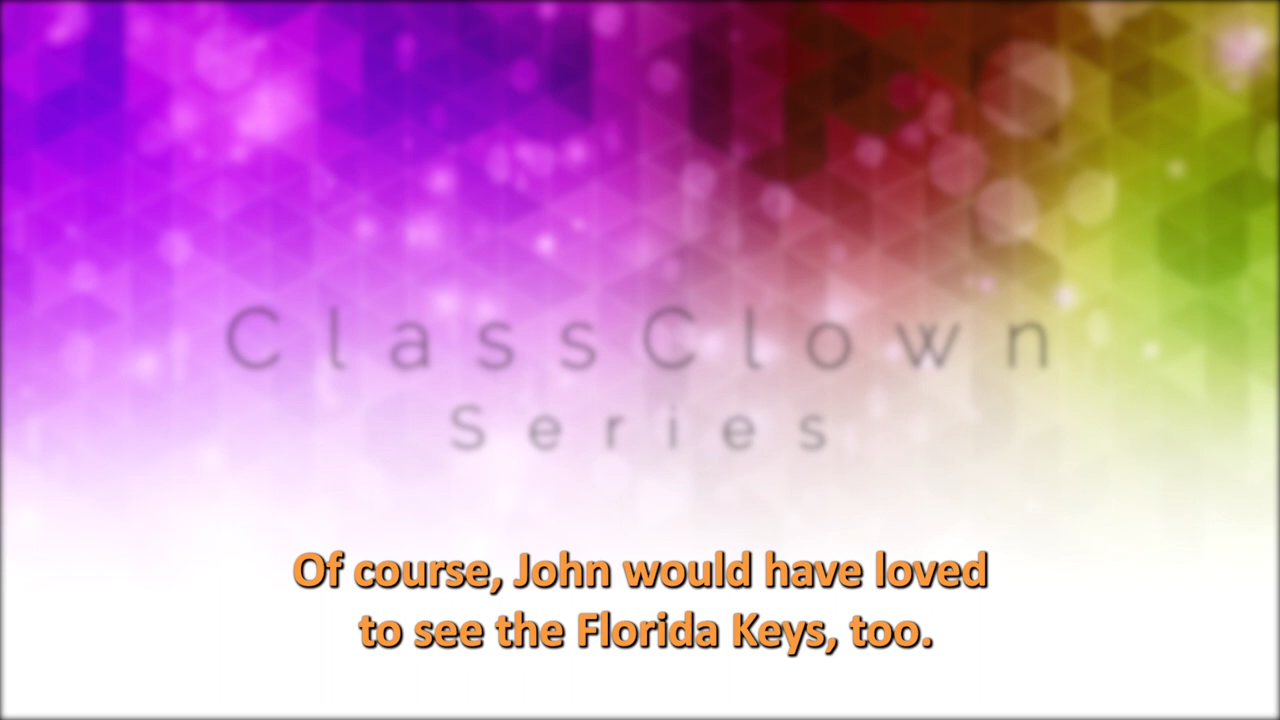 ClassClown
Series
Of course, John would have loved
to see the Florida Keys, too.